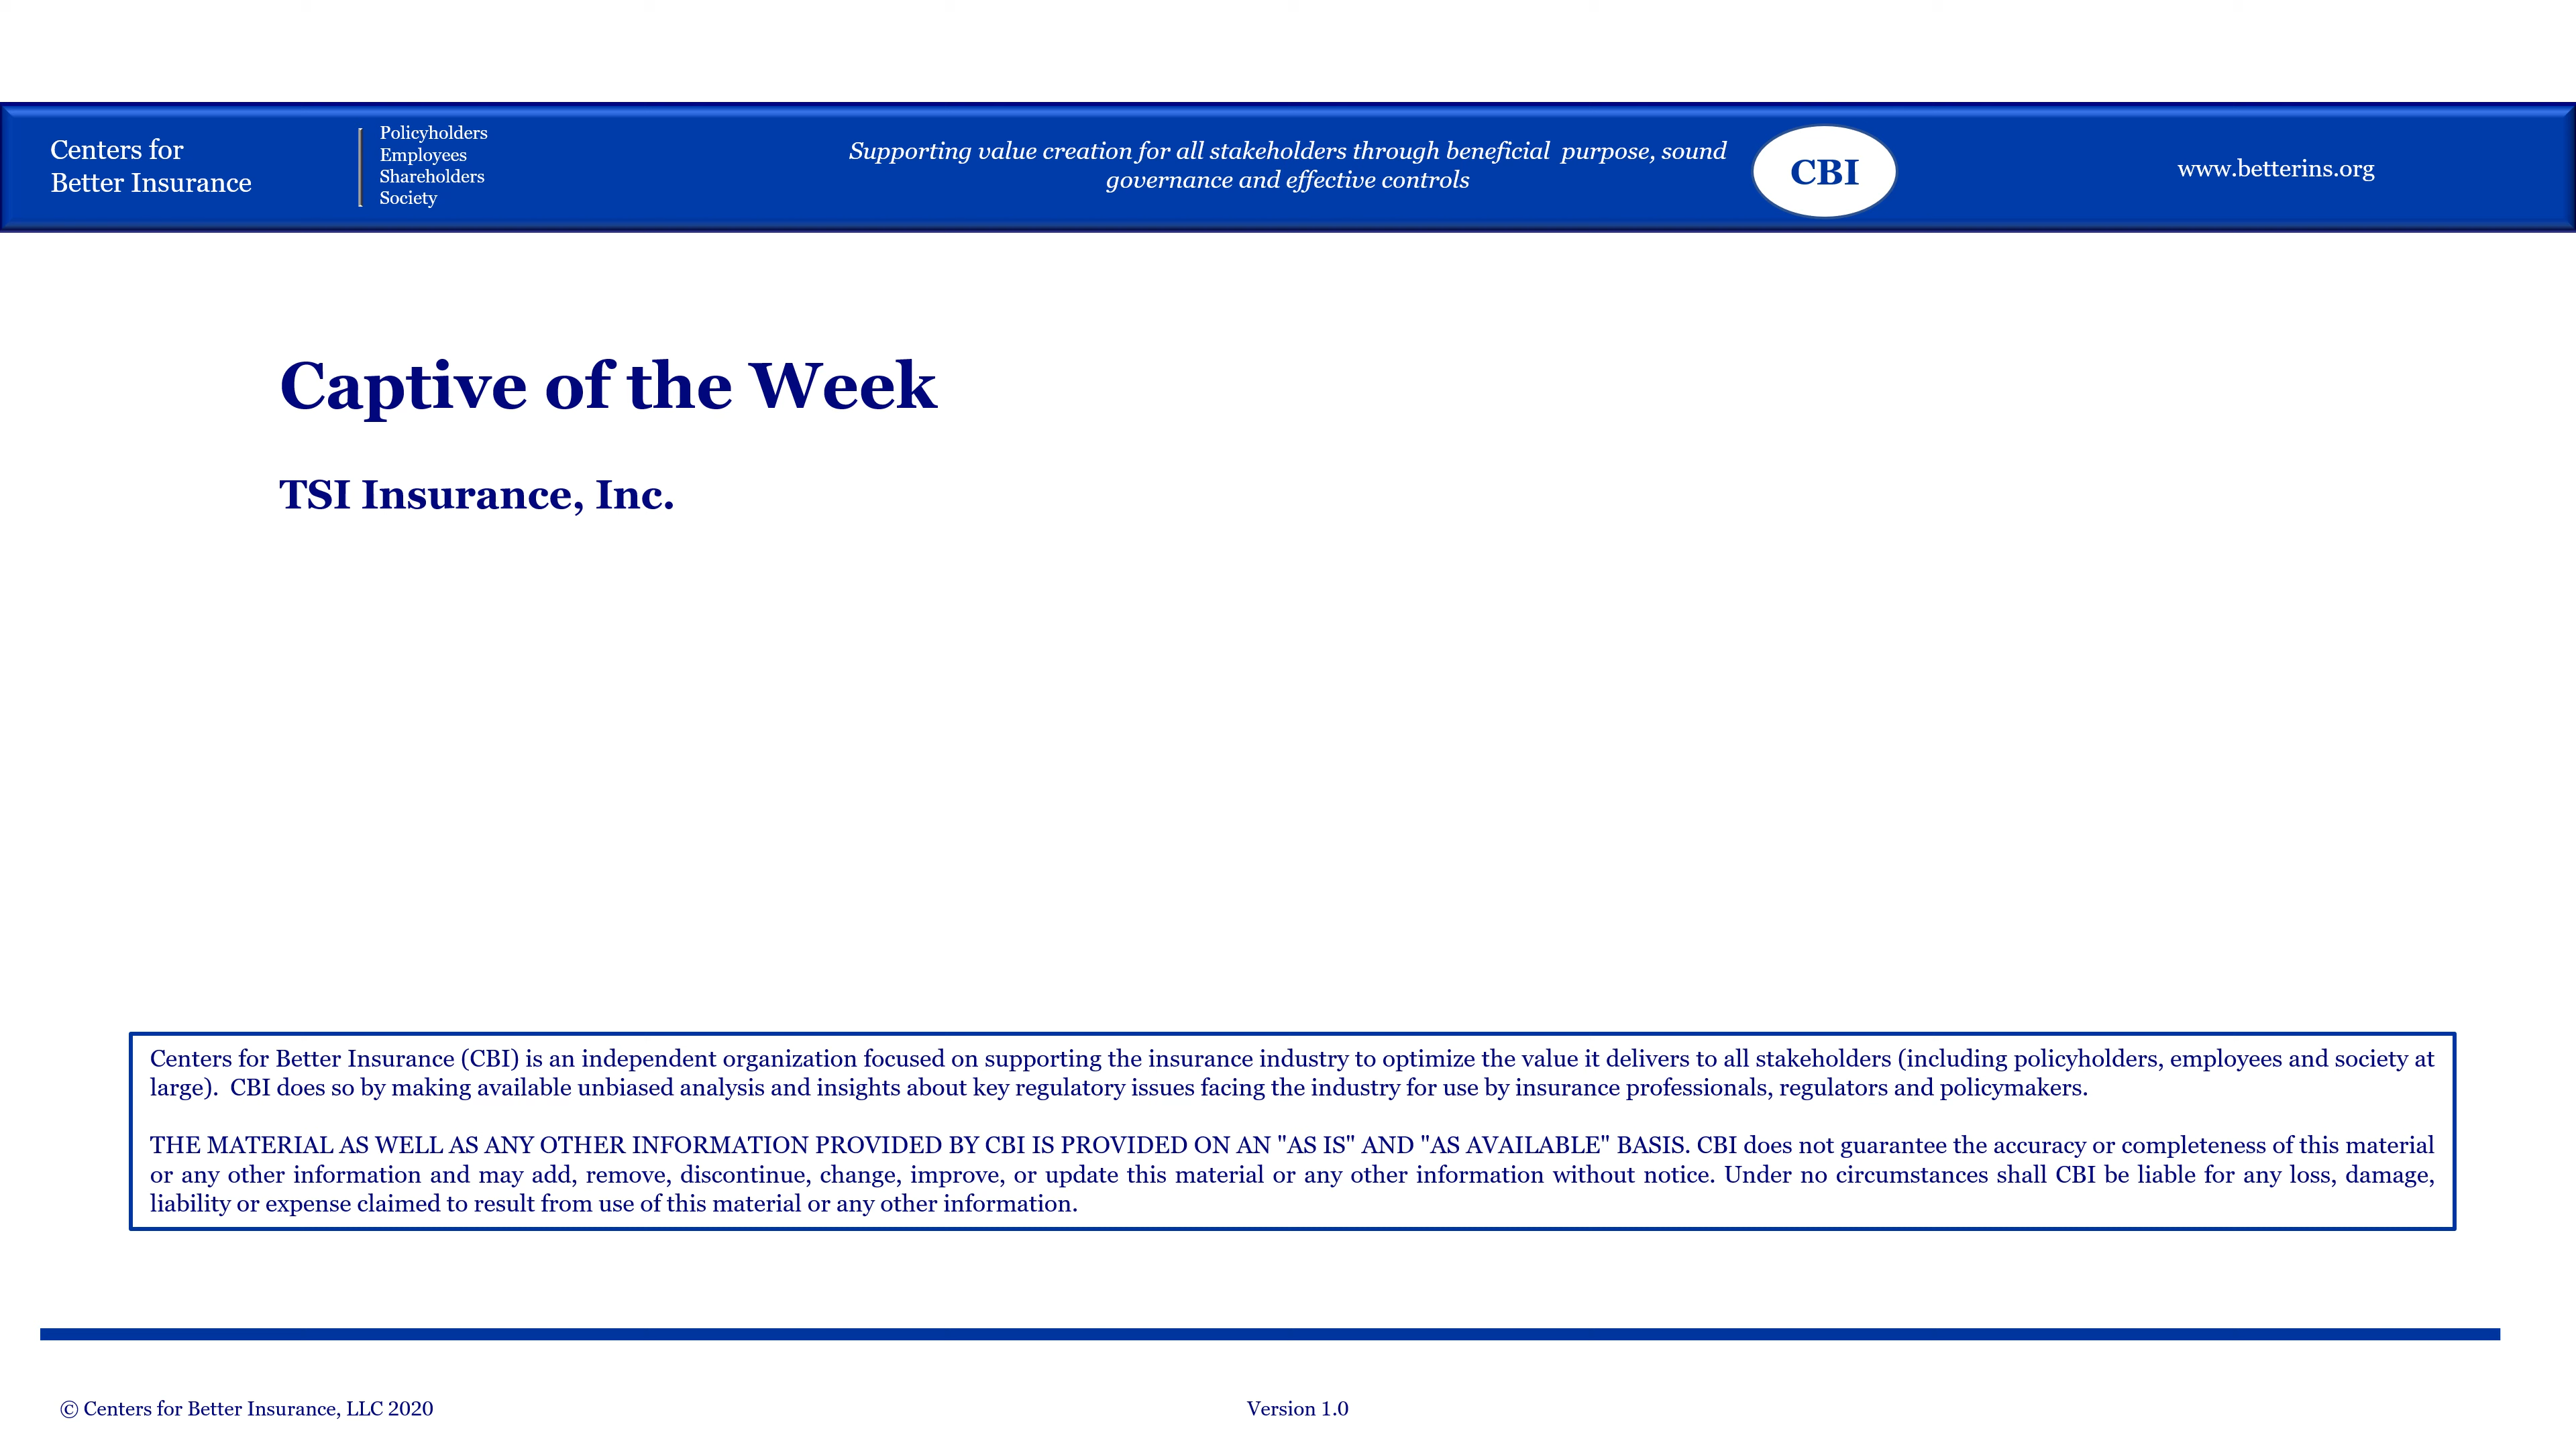 Centers for
Better Insurance
Policyholders
Employees
Shareholders
Society
Supporting value creation for all stakeholders through beneficial  purpose, sound
governance and effective controls
CBI
www.betterins.org
Captive of the Week
TSI Insurance, Inc.
Centers for Better Insurance (CBI) is an independent organization focused on supporting the insurance industry to optimize the value it delivers to all stakeholders (including policyholders, employees and society at
large).  CBI does so by making available unbiased analysis and insights about key regulatory issues facing the industry for use by insurance professionals, regulators and policymakers.
THE MATERIAL AS WELL AS ANY OTHER INFORMATION PROVIDED BY CBI IS PROVIDED ON AN "AS IS" AND "AS AVAILABLE" BASIS. CBI does not guarantee the accuracy or completeness of this material
or any other information and may add, remove, discontinue, change, improve, or update this material or any other information without notice. Under no circumstances shall CBI be liable for any loss, damage,
liability or expense claimed to result from use of this material or any other information.
© Centers for Better Insurance, LLC 2020
Version 1.0